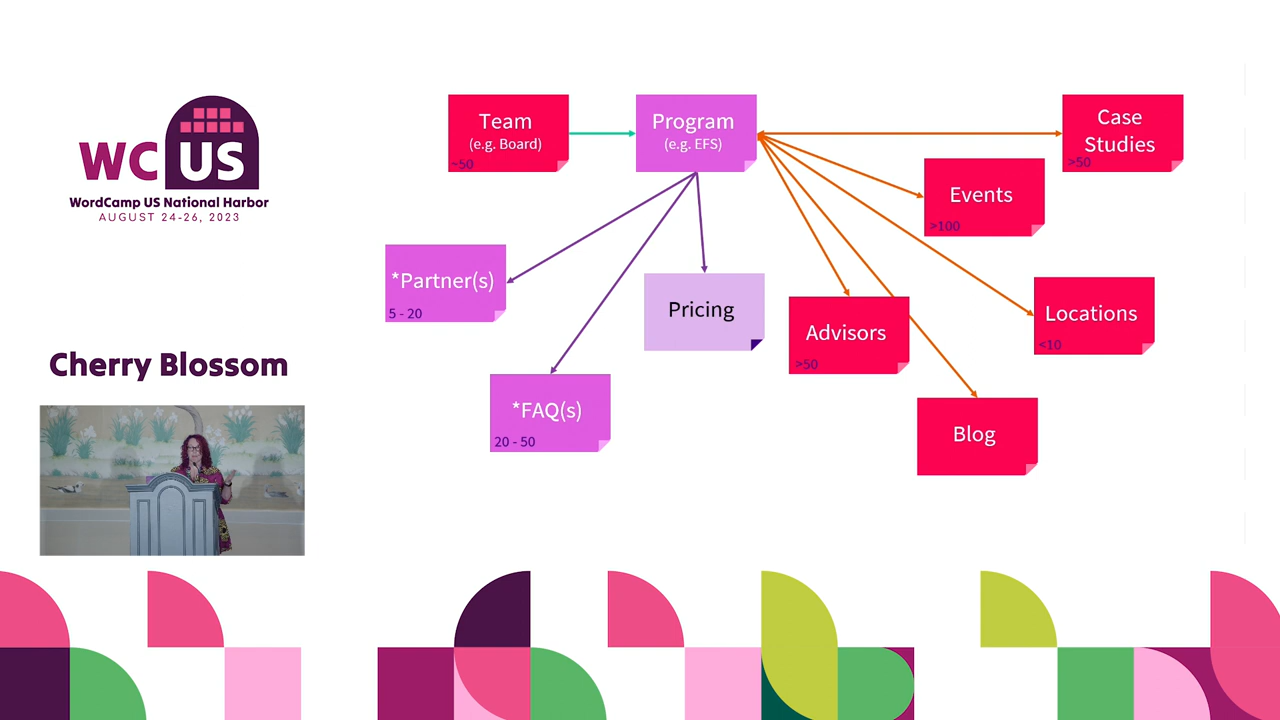 WC US
WordCamp US National Harbor
AUGUST 24-26, 2023
Cherry Blossom
Team
(e.g. Board)
~50
Program
(e.g. EFS)
Case
Studies
>50
Events
>100
*Partner(s)
5 - 20
Pricing
Advisors
>50
Locations
<10
*FAQ(s)
20 - 50
Blog